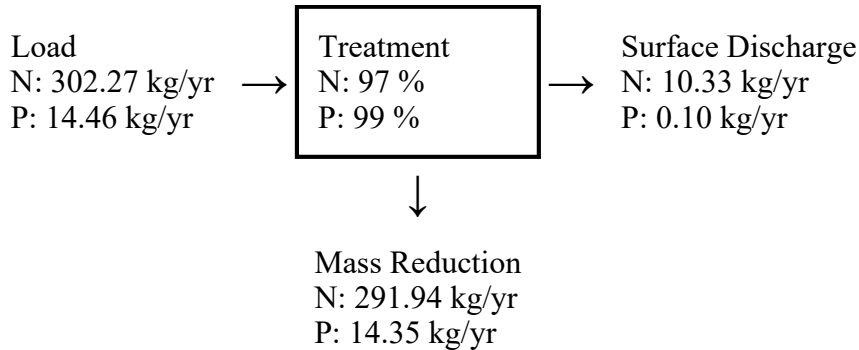 Load
N: 302.27 kg/yr
P: 14.46 kg/yr
→
Treatment
N: 97 %
P: 99 %
→
Surface Discharge
N: 10.33 kg/yr
P: 0.10 kg/yr
↓
Mass Reduction
N: 291.94 kg/yr
P: 14.35 kg/yr